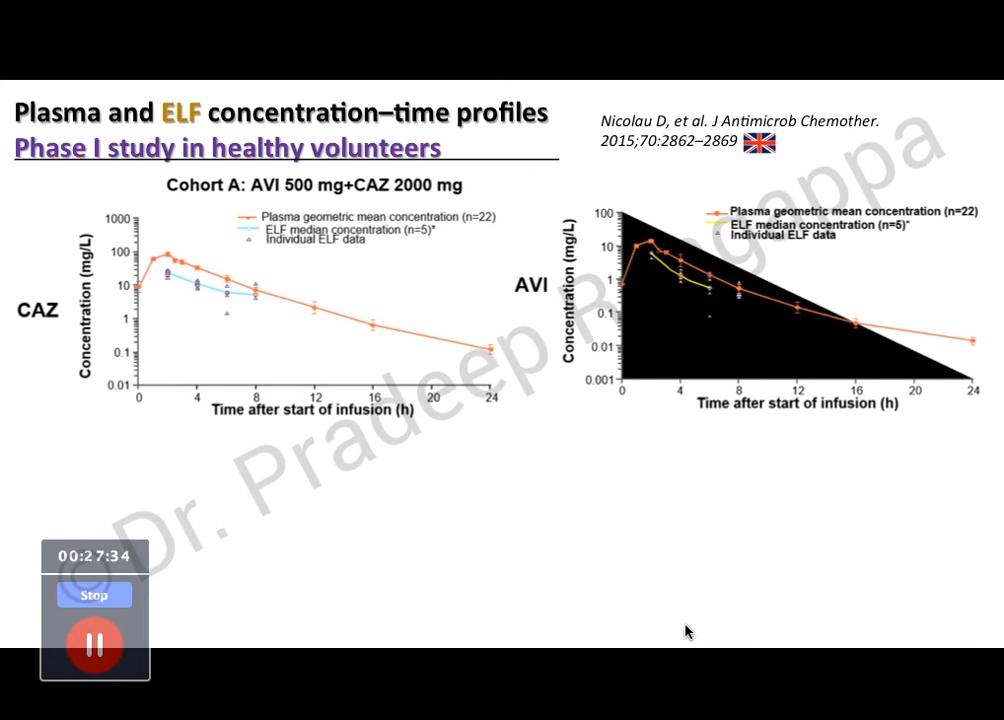 Plasma and ELF concentration–time profiles
Phase I study in healthy volunteers
Nicolau D, et al. J Antimicrob Chemother.
2015;70:2862–2869
Cohort A: AVI 500 mg+CAZ 2000 mg
CAZ
Concentration (mg/L)
1000
100
10
1
0.1
0.01
Plasma geometric mean concentration (n=22)
ELF median concentration (n=5)*
Individual ELF data
0 4 8 12 16 20 24
Time after start of infusion (h)
AVI
Concentration (mg/L)
100
10
1
0.1
0.01
0.001
Plasma geometric mean concentration (n=22)
ELF median concentration (n=5)*
Individual ELF data
0 4 8 12 16 20 24
Time after start of infusion (h)
© Dr. Pradeep Rangappa
00:27:34
Stop